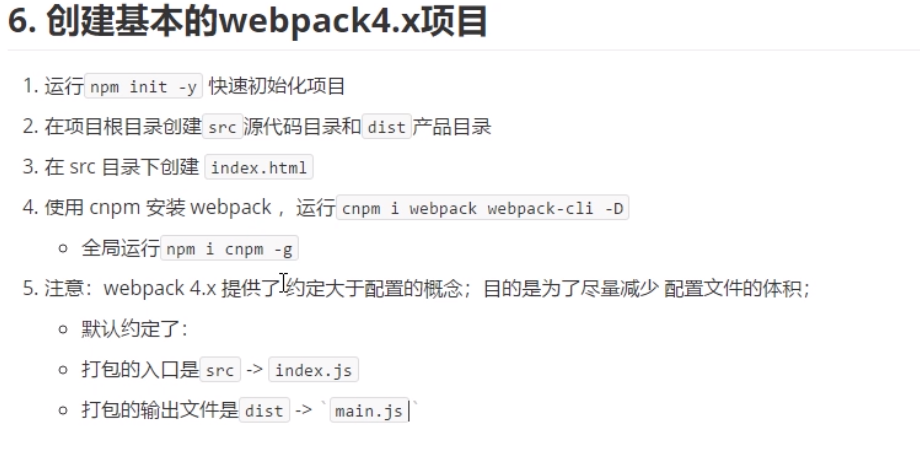 6. 创建基本的webpack4.x项目
1. 运行 npm init -y 快速初始化项目
2. 在项目根目录创建 src 源代码目录和 dist 产品目录
3. 在 src 目录下创建 index.html
4. 使用 cnpm 安装 webpack ，运行 cnpm i webpack webpack-cli -D
○ 全局运行 npm i cnpm -g
5. 注意：webpack 4.x 提供了 约定大于配置的概念；目的是为了尽量减少 配置文件的体积；
○ 默认约定了：
○ 打包的入口是 src -> index.js
○ 打包的输出文件是 dist -> `main.js`